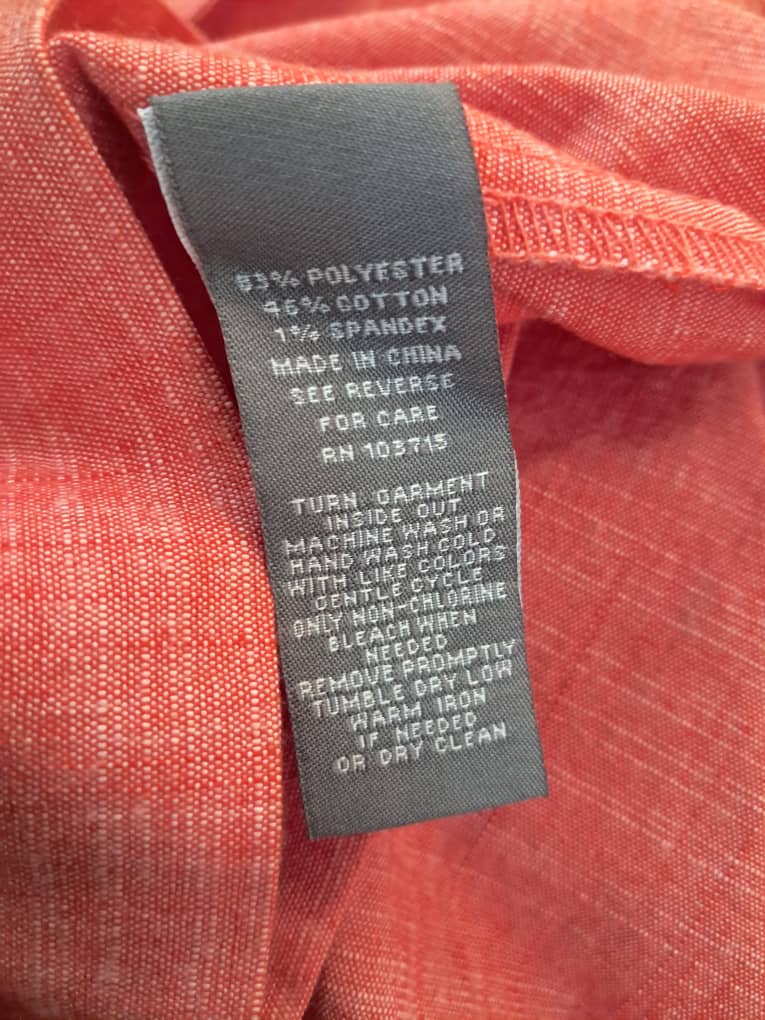 53% POLYESTER
46% COTTON
1% SPANDEX
MADE IN CHINA
SEE REVERSE
FOR CARE
RN 103715
TURN GARMENT
INSIDE OUT
MACHINE WASH OR
HAND WASH COLD
WITH LIKE COLORS
GENTLE CYCLE
ONLY NON-CHLORINE
BLEACH WHEN
NEEDED
REMOVE PROMPTLY
TUMBLE DRY LOW
WARM IRON
IF NEEDED
OR DRY CLEAN